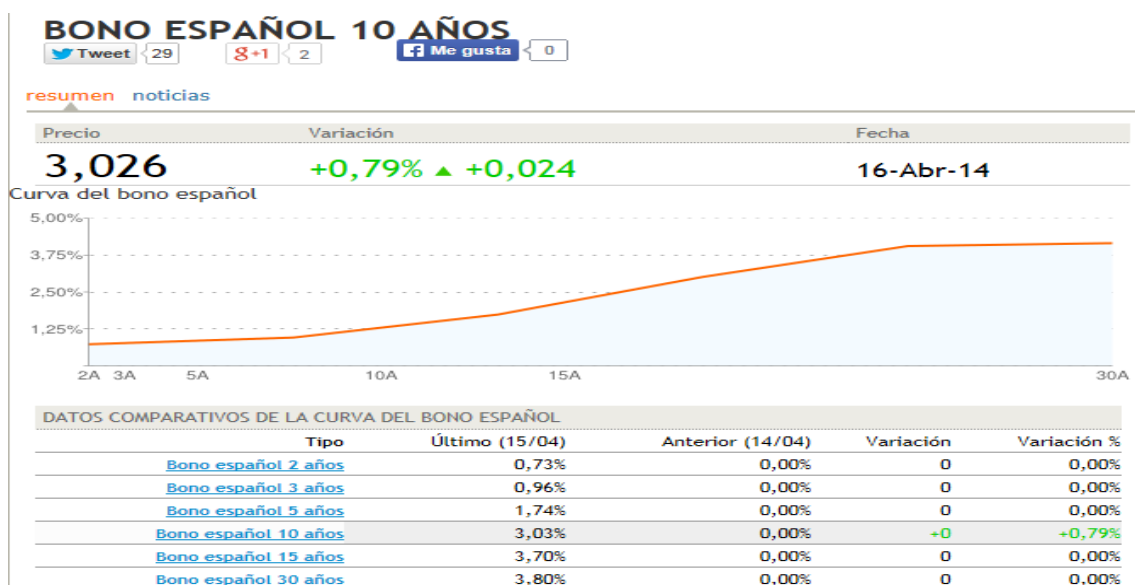 BONO ESPAÑOL 10 AÑOS
Tweet 29 g+1 2 Me gusta 0
resumen noticias
Precio Variación Fecha
3,026 +0,79% ▲ +0,024 16-Abr-14
Curva del bono español
5,00%
3,75%
2,50%
1,25%
2A 3A 5A 10A 15A 30A
DATOS COMPARATIVOS DE LA CURVA DEL BONO ESPAÑOL
Tipo Último (15/04) Anterior (14/04) Variación Variación %
Bono español 2 años 0,73% 0,00% 0 0,00%
Bono español 3 años 0,96% 0,00% 0 0,00%
Bono español 5 años 1,74% 0,00% 0 0,00%
Bono español 10 años 3,03% 0,00% +0 +0,79%
Bono español 15 años 3,70% 0,00% 0 0,00%
Bono español 30 años 3,80% 0,00% 0 0,00%